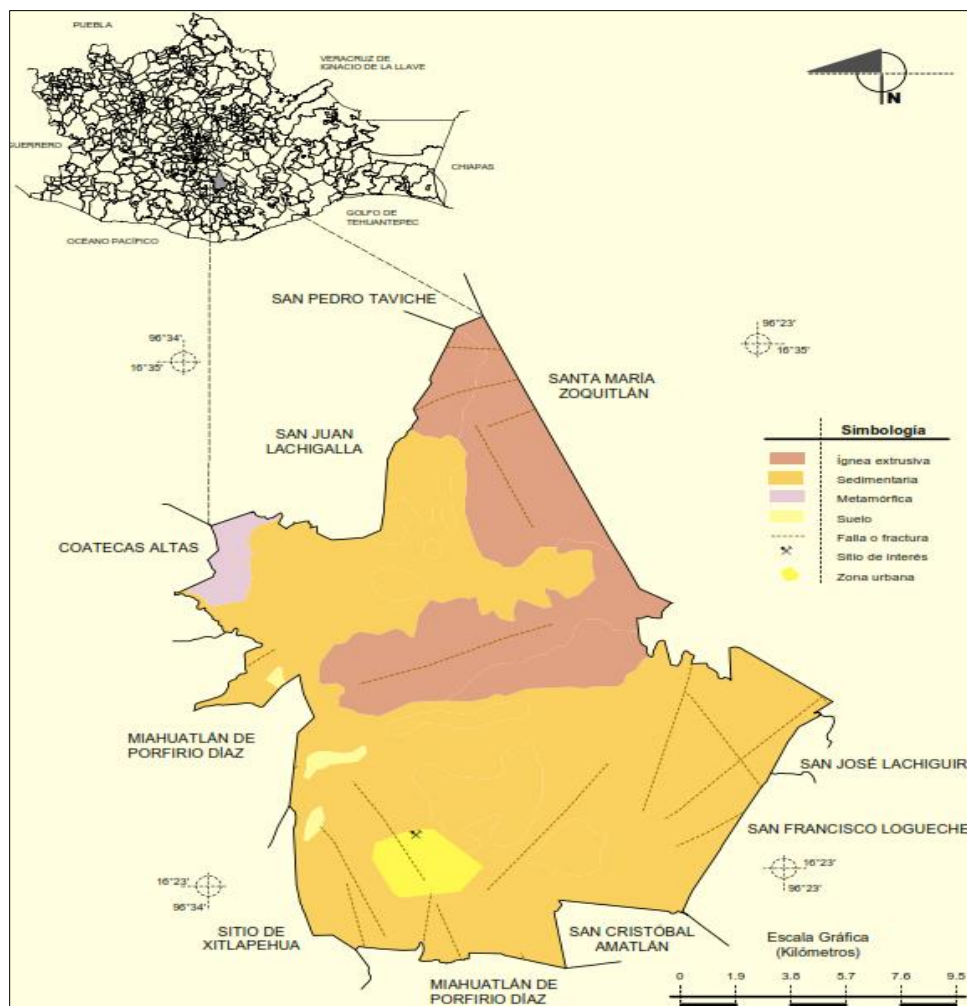 PUEBLA
VERACRUZ DE
IGNACIO DE LA LLAVE
GUERRERO
CHIAPAS
GOLFO DE
TEHUANTEPEC
OCÉANO PACÍFICO
N
SAN PEDRO TAVICHE
96°34'
16°35'
96°23'
16°35'
SANTA MARÍA
ZOQUITLÁN
SAN JUAN
LACHIGALLA
COATECAS ALTAS
Simbología
Ígnea extrusiva
Sedimentaria
Metamórfica
Suelo
Falla o fractura
Sitio de interés
Zona urbana
MIAHUATLÁN DE
PORFIRIO DÍAZ
SAN JOSÉ LACHIGUIR
SAN FRANCISCO LOGUECHE
16°23'
96°34'
16°23'
96°23'
SITIO DE
XITLAPEHUA
SAN CRISTÓBAL
AMATLÁN
MIAHUATLÁN DE
PORFIRIO DÍAZ
Escala Gráfica
(Kilómetros)
0 1.9 3.8 5.7 7.6 9.5